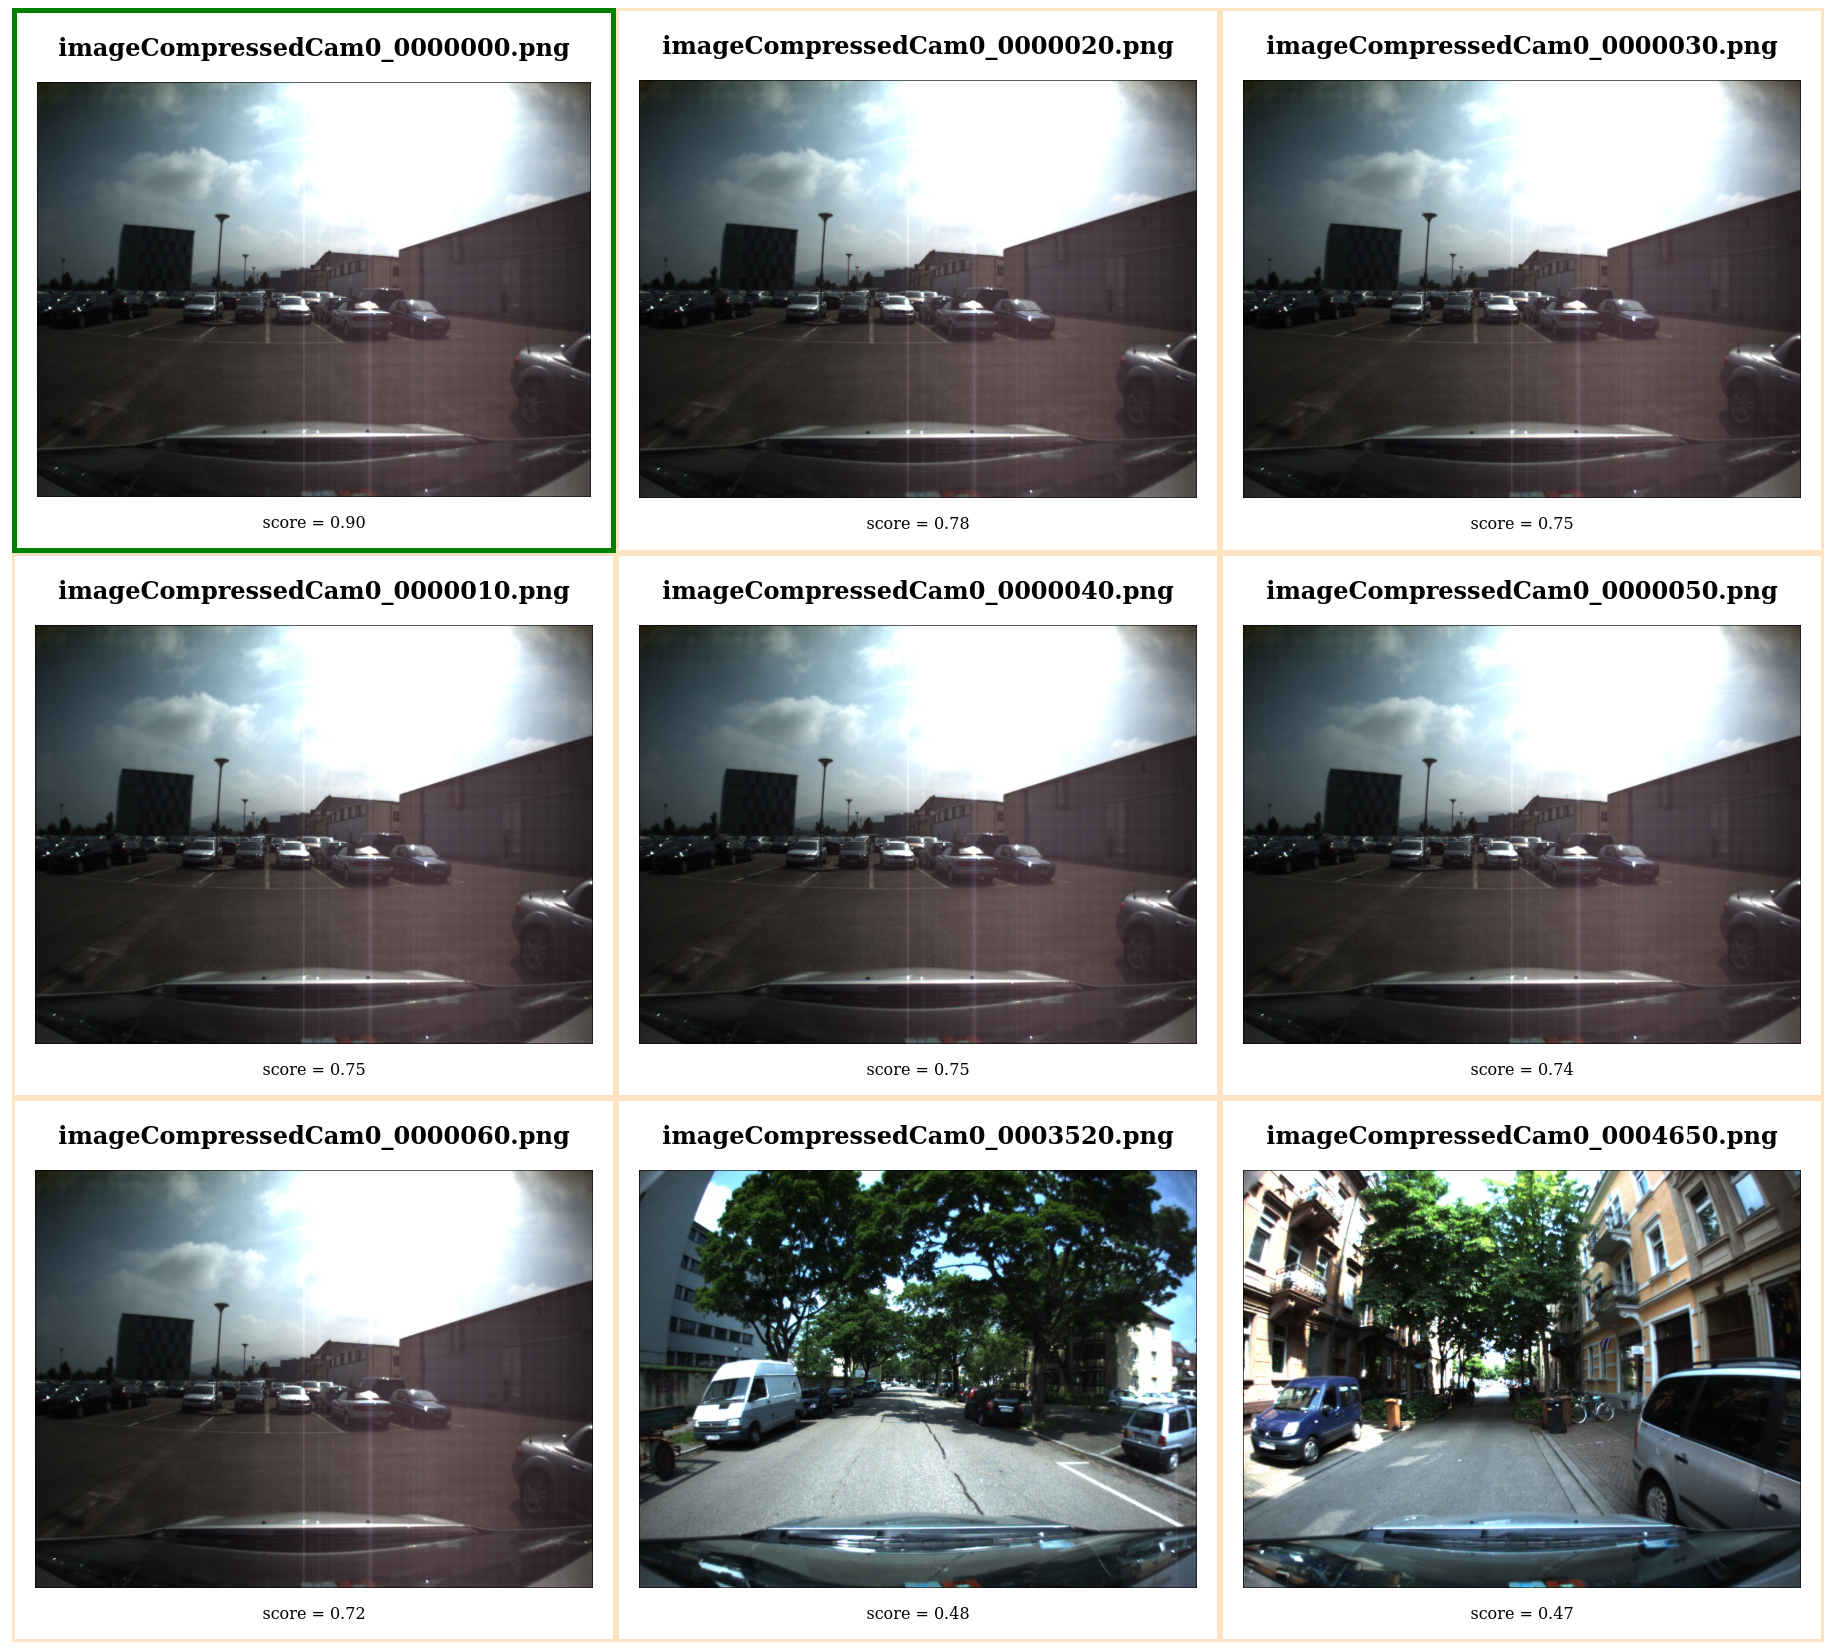 imageCompressedCam0_0000000.png
imageCompressedCam0_0000020.png
imageCompressedCam0_0000030.png
score = 0.90
score = 0.78
score = 0.75
imageCompressedCam0_0000010.png
imageCompressedCam0_0000040.png
imageCompressedCam0_0000050.png
score = 0.75
score = 0.75
score = 0.74
imageCompressedCam0_0000060.png
imageCompressedCam0_0003520.png
imageCompressedCam0_0004650.png
score = 0.72
score = 0.48
score = 0.47